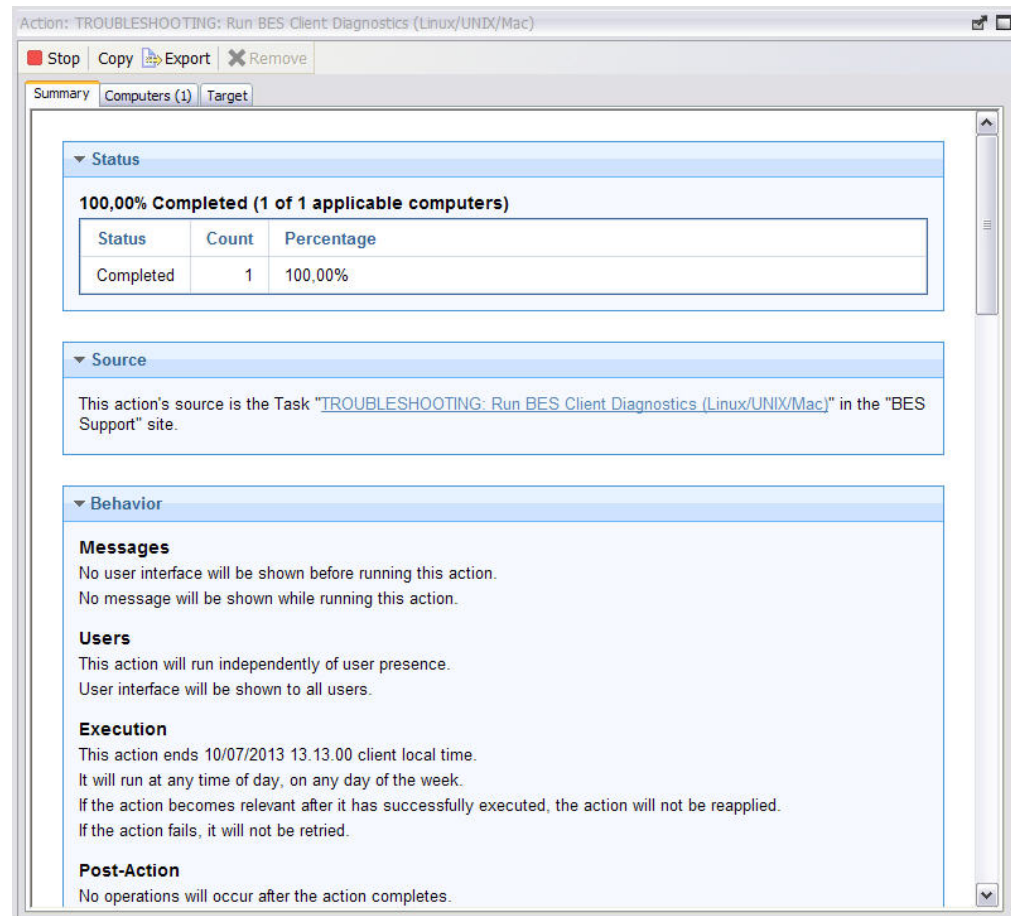 Action: TROUBLESHOOTING: Run BES Client Diagnostics (Linux/UNIX/Mac)
Stop Copy Export Remove
Summary Computers (1) Target
Status
100,00% Completed (1 of 1 applicable computers)
Status Count Percentage
Completed 1 100,00%
Source
This action's source is the Task "TROUBLESHOOTING: Run BES Client Diagnostics (Linux/UNIX/Mac)" in the "BES
Support" site.
Behavior
Messages
No user interface will be shown before running this action.
No message will be shown while running this action.
Users
This action will run independently of user presence.
User interface will be shown to all users.
Execution
This action ends 10/07/2013 13.13.00 client local time.
It will run at any time of day, on any day of the week.
If the action becomes relevant after it has successfully executed, the action will not be reapplied.
If the action fails, it will not be retried.
Post-Action
No operations will occur after the action completes.